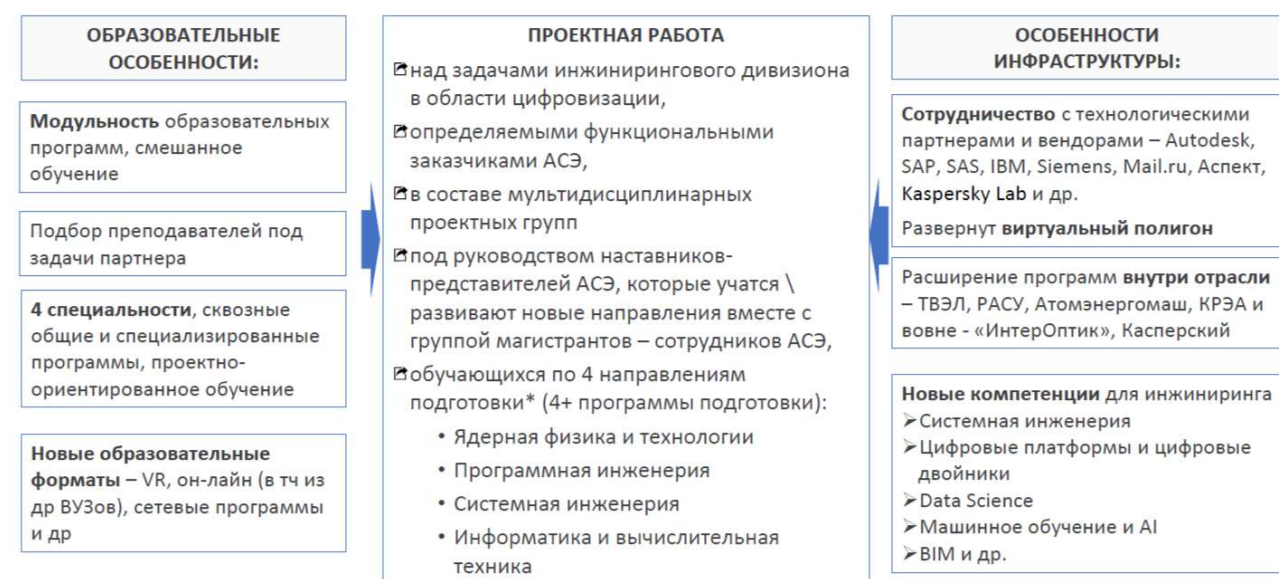 ОБРАЗОВАТЕЛЬНЫЕ
ОСОБЕННОСТИ:
Модульность образовательных
программ, смешанное
обучение
Подбор преподавателей под
задачи партнера
4 специальности, сквозные
общие и специализированные
программы, проектно-
ориентированное обучение
Новые образовательные
форматы – VR, он-лайн (в тч из
др ВУЗов), сетевые программы
и др
ПРОЕКТНАЯ РАБОТА
над задачами инжинирингового дивизиона
в области цифровизации,
определяемыми функциональными
заказчиками АСЭ,
в составе мультидисциплинарных
проектных групп
под руководством наставников-
представителей АСЭ, которые учатся \
развивают новые направления вместе с
группой магистрантов – сотрудников АСЭ,
обучающихся по 4 направлениям
подготовки* (4+ программы подготовки):
• Ядерная физика и технологии
• Программная инженерия
• Системная инженерия
• Информатика и вычислительная
техника
ОСОБЕННОСТИ
ИНФРАСТРУКТУРЫ:
Сотрудничество с технологическими
партнерами и вендорами – Autodesk,
SAP, SAS, IBM, Siemens, Mail.ru, Аспект,
Kaspersky Lab и др.
Развернут виртуальный полигон
Расширение программ внутри отрасли
– ТВЭЛ, РАСУ, Атомэнергомаш, КРЭА и
вовне - «ИнтерОптик», Касперский
Новые компетенции для инжиниринга
➢Системная инженерия
➢Цифровые платформы и цифровые
двойники
➢Data Science
➢Машинное обучение и AI
➢BIM и др.